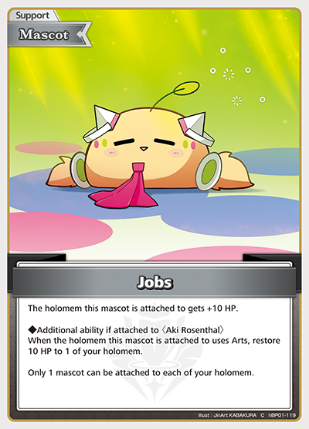 Support
Mascot
Jobs
The holomem this mascot is attached to gets +10 HP.
◆Additional ability if attached to 〈Aki Rosenthal〉
When the holomem this mascot is attached to uses Arts, restore
10 HP to 1 of your holomem.
Only 1 mascot can be attached to each of your holomem.
illust : JinArt KABAKURA C hBP01-119